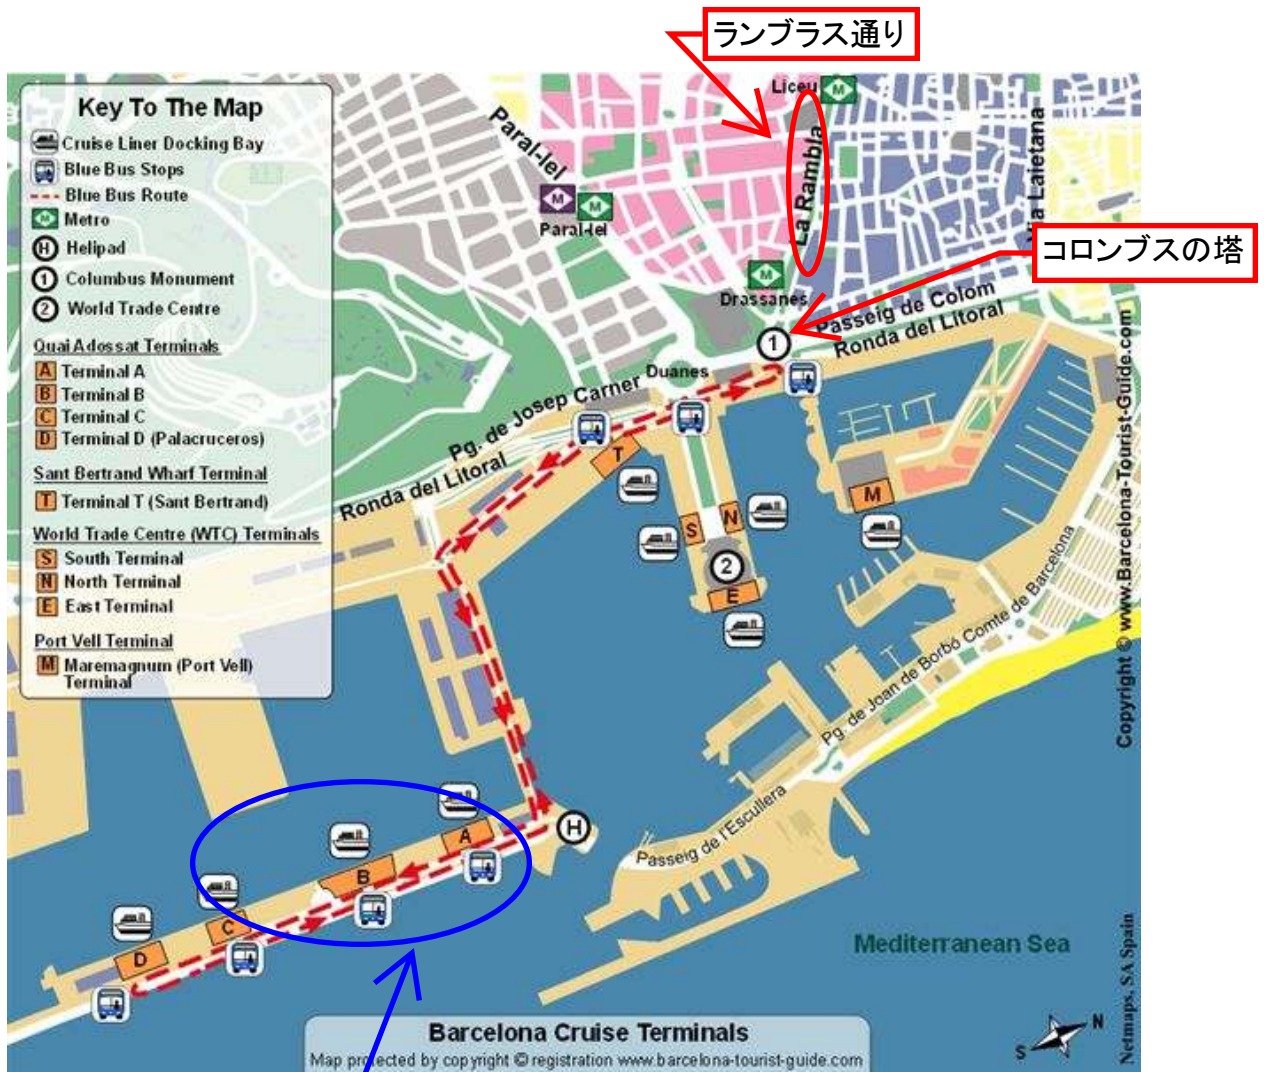 ランブラス通り
Liceu
Key To The Map
Cruise Liner Docking Bay
Blue Bus Stops
Blue Bus Route
M Metro
H Helipad
1 Columbus Monument
2 World Trade Centre
Quai Adossat Terminals
A Terminal A
B Terminal B
C Terminal C
D Terminal D (Palacruceros)
Sant Bertrand Wharf Terminal
T Terminal T (Sant Bertrand)
World Trade Centre (WTC) Terminals
S South Terminal
N North Terminal
E East Terminal
Port Vell Terminal
M Maremagnum (Port Vell)
Terminal
Paral-lel
M
M M
Paral-lel
La Rambla
Via Laietana
コロンブスの塔
M
Drassanes
Passeig de Colom
Ronda del Litoral
1
Duanes
Pg. de Josep Carner
Ronda del Litoral
T
S
N
M
2
E
Pg. de Joan de Borbó Comte de Barcelona
Passeig de l'Escullera
H
A
B
C
D
Mediterranean Sea
Copyright © www.Barcelona-Tourist-Guide.com
Netmaps, SA Spain
S N
Barcelona Cruise Terminals
Map protected by copyright © registration www.barcelona-tourist-guide.com